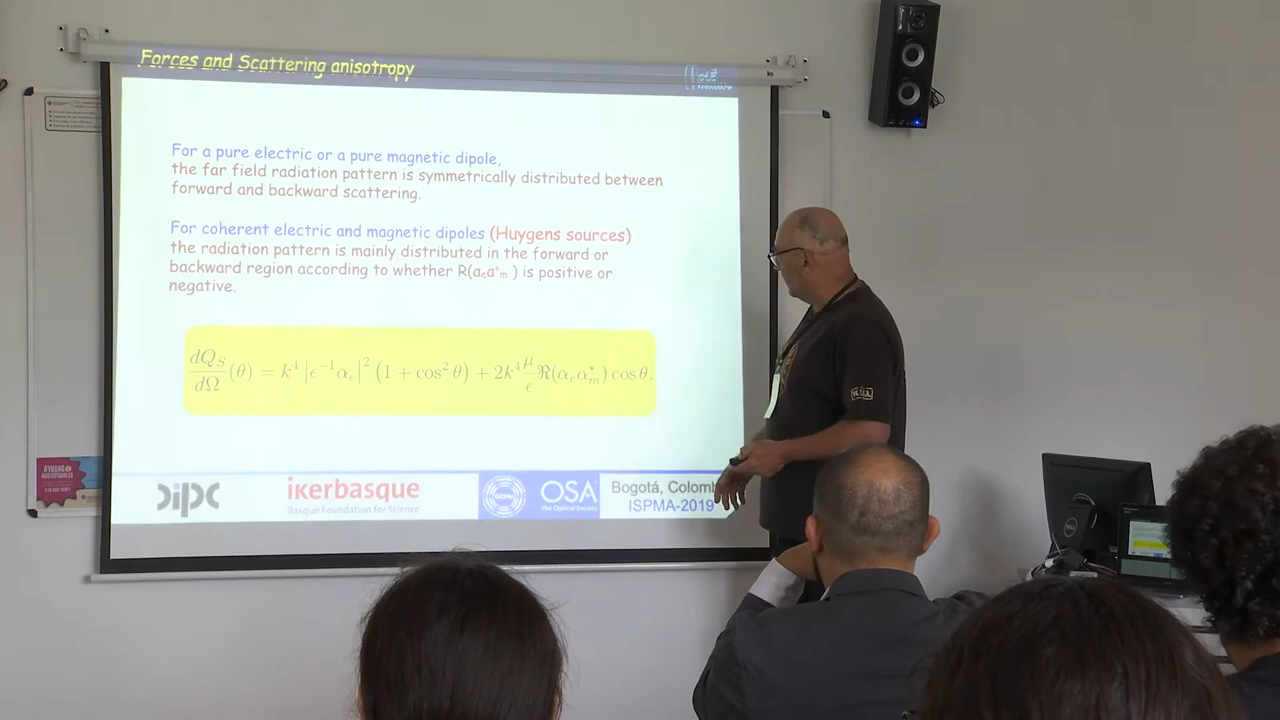 Forces and Scattering anisotropy
For a pure electric or a pure magnetic dipole,
the far field radiation pattern is symmetrically distributed between
forward and backward scattering.
For coherent electric and magnetic dipoles (Huygens sources)
the radiation pattern is mainly distributed in the forward or
backward region according to whether R(αₑα*ₘ) is positive or
negative.
dQ_S/dΩ (θ) = k⁴ |ϵ⁻¹αₑ|² (1 + cos² θ) + 2k⁴ μ/ϵ ℜ(αₑα*ₘ) cos θ.
dipc
ikerbasque
Basque Foundation for Science
OSA
The Optical Society
Bogotá, Colomb
ISPMA-2019
DELL